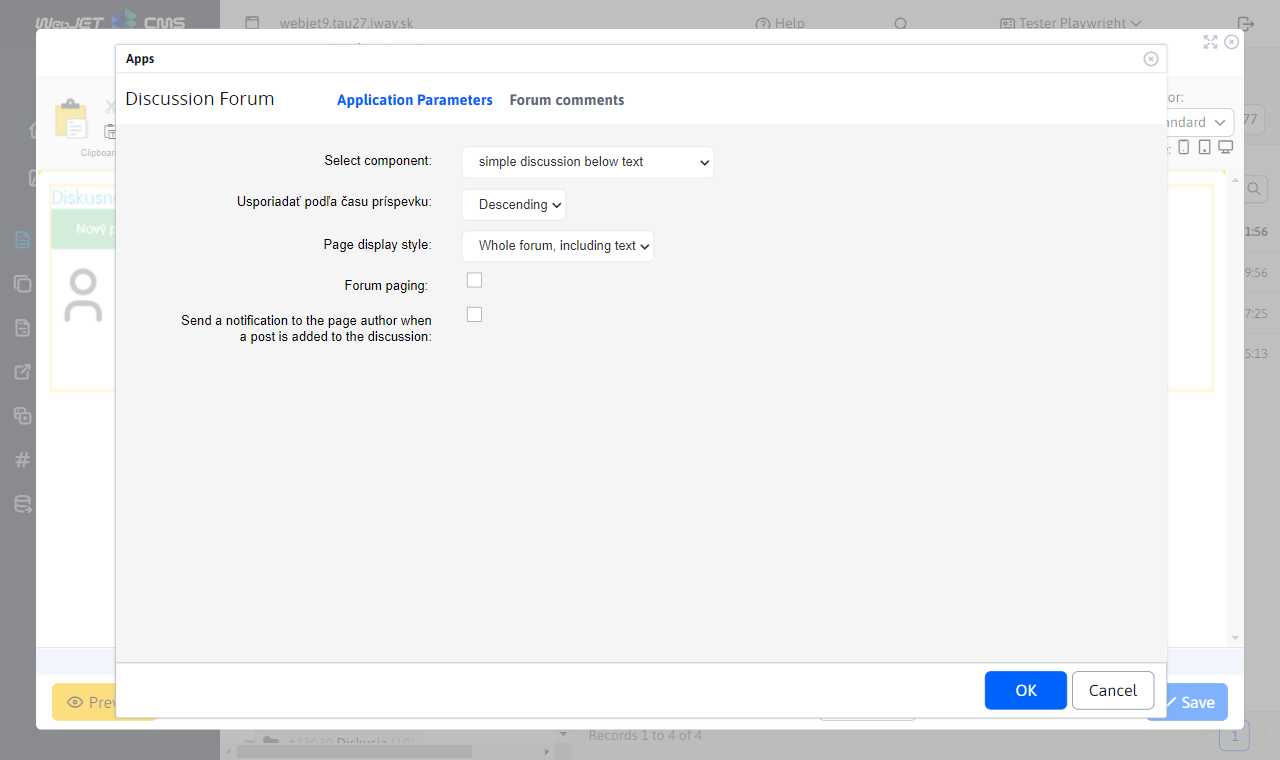 WebJET CMS
webjet9.tau27.iway.sk
Help
Tester Playwright
Apps
Discussion Forum
Application Parameters
Forum comments
or:
ndard
77
Clipboar
Select component:
simple discussion below text
Usporiadať podľa času príspevku:
Descending
Page display style:
Whole forum, including text
Forum paging:
Send a notification to the page author when
a post is added to the discussion:
Diskusn
Nový p
1:56
9:56
7:25
5:13
OK
Cancel
Prev
Save
Diskusia (10)
Records 1 to 4 of 4
1